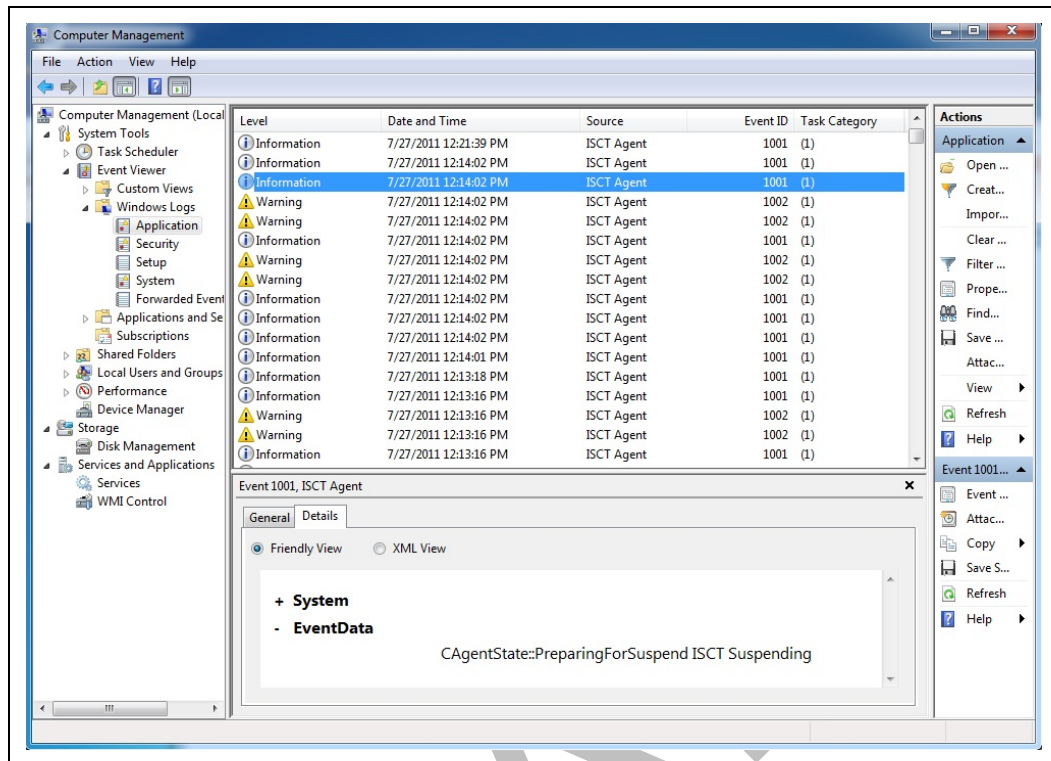 Computer Management
File Action View Help
Computer Management (Local
System Tools
Task Scheduler
Event Viewer
Custom Views
Windows Logs
Application
Security
Setup
System
Forwarded Event
Applications and Se
Subscriptions
Shared Folders
Local Users and Groups
Performance
Device Manager
Storage
Disk Management
Services and Applications
Services
WMI Control
Level Date and Time Source Event ID Task Category
Information 7/27/2011 12:21:39 PM ISCT Agent 1001 (1)
Information 7/27/2011 12:14:02 PM ISCT Agent 1001 (1)
Information 7/27/2011 12:14:02 PM ISCT Agent 1001 (1)
Warning 7/27/2011 12:14:02 PM ISCT Agent 1002 (1)
Warning 7/27/2011 12:14:02 PM ISCT Agent 1002 (1)
Information 7/27/2011 12:14:02 PM ISCT Agent 1001 (1)
Warning 7/27/2011 12:14:02 PM ISCT Agent 1002 (1)
Warning 7/27/2011 12:14:02 PM ISCT Agent 1002 (1)
Information 7/27/2011 12:14:02 PM ISCT Agent 1001 (1)
Information 7/27/2011 12:14:02 PM ISCT Agent 1001 (1)
Information 7/27/2011 12:14:02 PM ISCT Agent 1001 (1)
Information 7/27/2011 12:14:01 PM ISCT Agent 1001 (1)
Information 7/27/2011 12:13:18 PM ISCT Agent 1001 (1)
Information 7/27/2011 12:13:16 PM ISCT Agent 1001 (1)
Warning 7/27/2011 12:13:16 PM ISCT Agent 1002 (1)
Warning 7/27/2011 12:13:16 PM ISCT Agent 1002 (1)
Information 7/27/2011 12:13:16 PM ISCT Agent 1001 (1)
Event 1001, ISCT Agent
General Details
Friendly View XML View
+ System
- EventData
CAgentState::PreparingForSuspend ISCT Suspending
Actions
Application
Open ...
Creat...
Impor...
Clear ...
Filter ...
Prope...
Find...
Save ...
Attac...
View
Refresh
Help
Event 1001...
Event ...
Attac...
Copy
Save S...
Refresh
Help